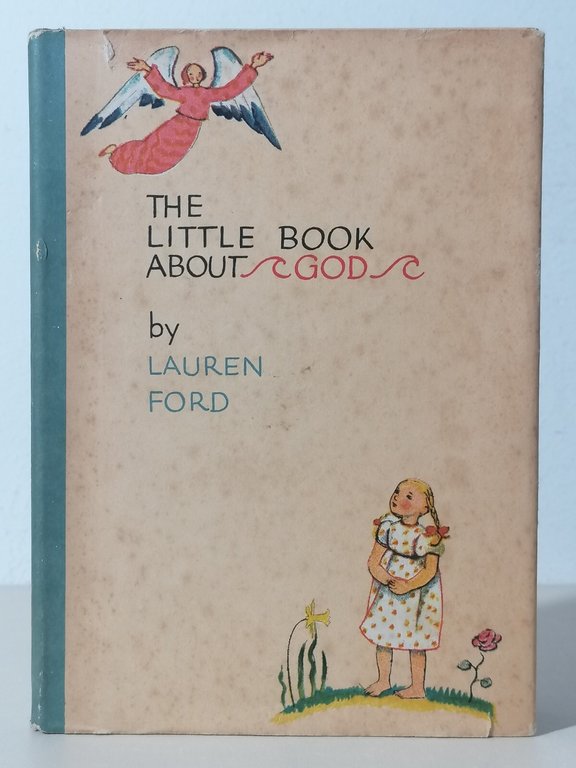 THE
LITTLE BOOK
ABOUT GOD
by
LAUREN
FORD